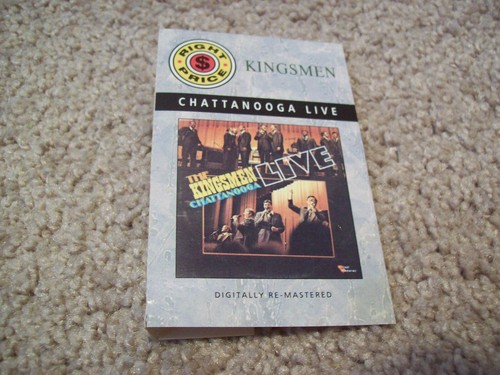 RIGHT
$
PRICE
KINGSMEN
CHATTANOOGA LIVE
THE
KINGSMEN
LIVE
CHATTANOOGA
DIGITALLY RE-MASTERED